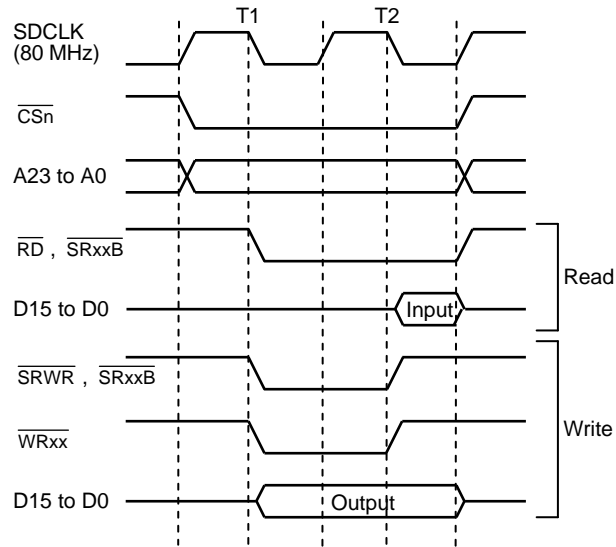 T1 T2
SDCLK
(80 MHz)
CSn
A23 to A0
RD , SRxxB
Read
D15 to D0
Input
SRWR , SRxxB
Write
WRxx
D15 to D0
Output